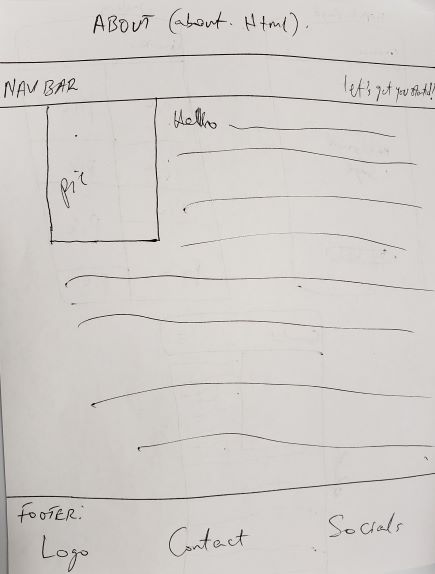 ABOUT (about. Html).
NAV BAR let's get you started!
pic
Hello
FOOTER:
Logo Contact Socials